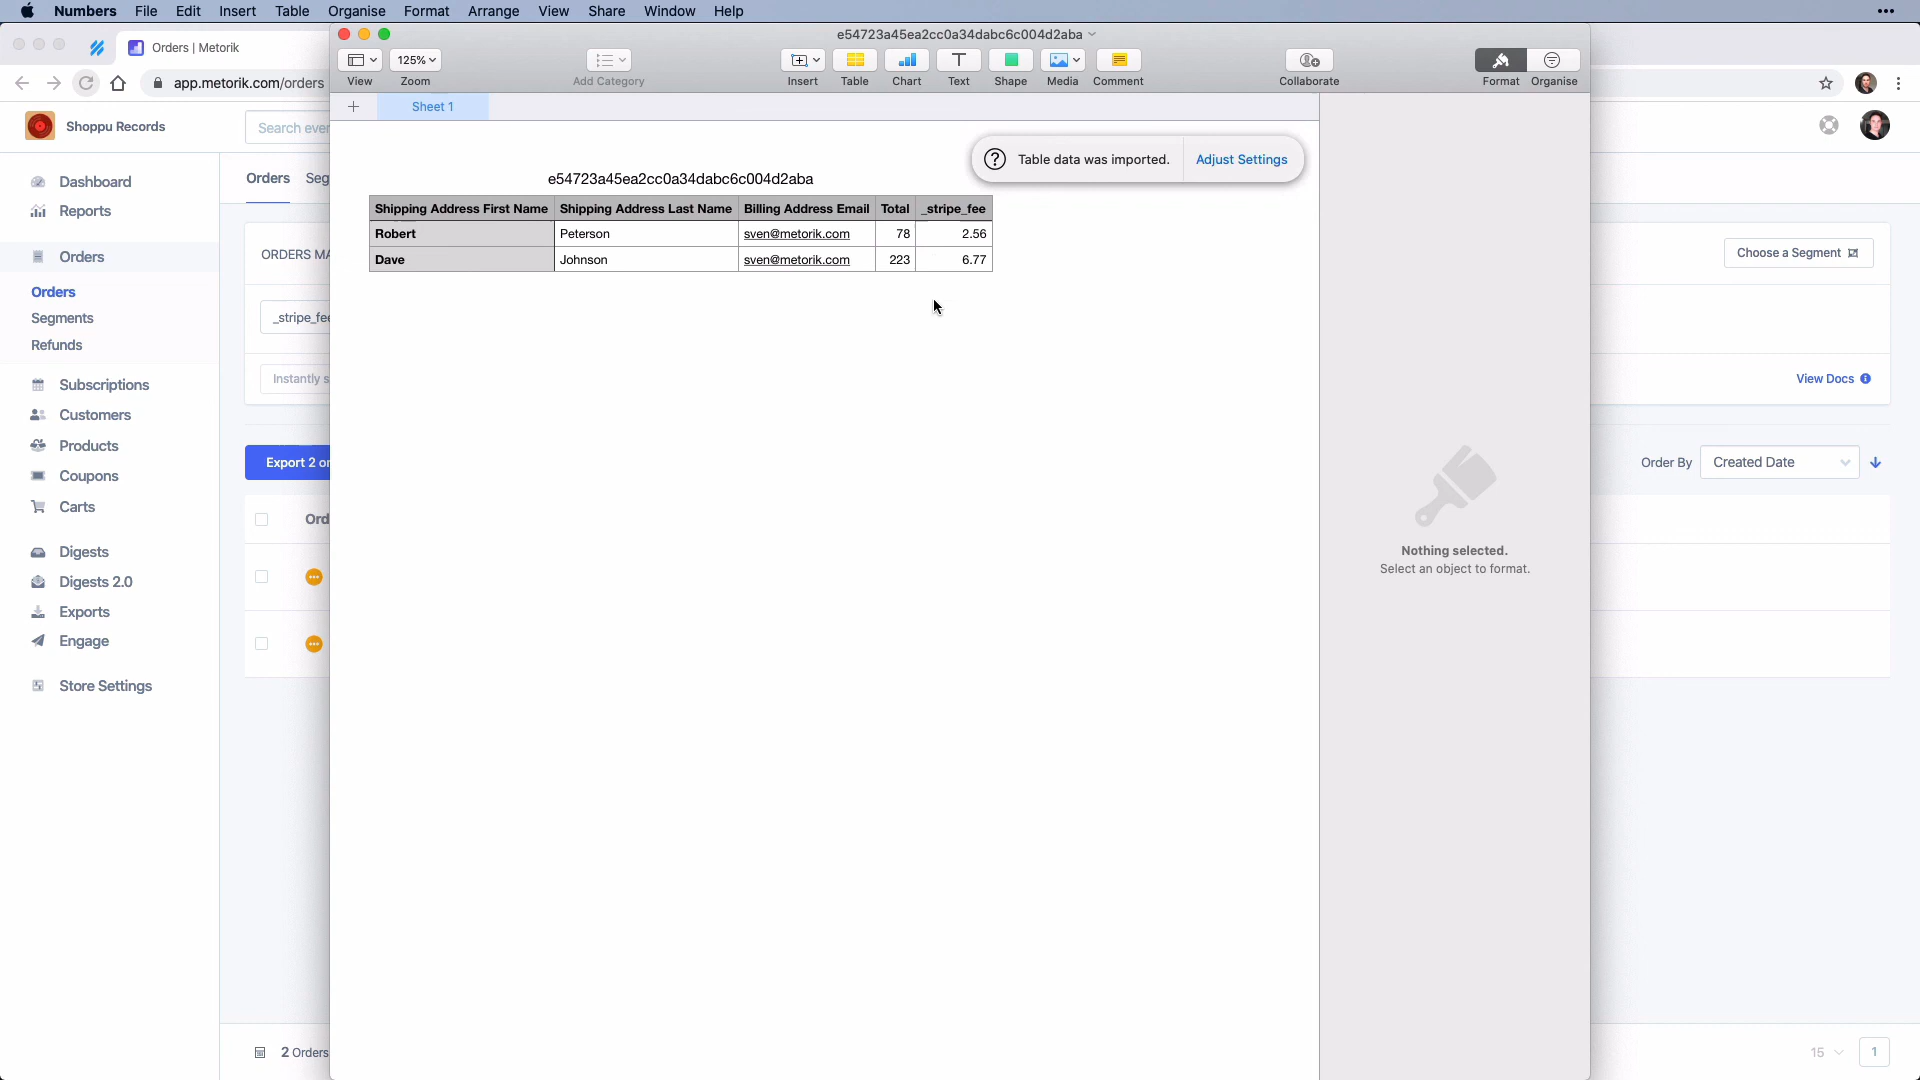 Numbers File Edit Insert Table Organise Format Arrange View Share Window Help
Orders | Metorik
e54723a45ea2cc0a34dabc6c004d2aba
app.metorik.com/orders
125%
View Zoom Add Category Insert Table Chart Text Shape Media Comment Collaborate Format Organise
Sheet 1
Shoppu Records
Search ever
Table data was imported. Adjust Settings
Dashboard
Reports
Orders
Orders
Segments
Refunds
Subscriptions
Customers
Products
Coupons
Carts
Digests
Digests 2.0
Exports
Engage
Store Settings
Orders Seg
ORDERS MA
_stripe_fee
Instantly s
Export 2 or
Ord
2 Orders
e54723a45ea2cc0a34dabc6c004d2aba
Shipping Address First Name Shipping Address Last Name Billing Address Email Total _stripe_fee
Robert Peterson sven@metorik.com 78 2.56
Dave Johnson sven@metorik.com 223 6.77
Nothing selected.
Select an object to format.
Choose a Segment
View Docs
Order By Created Date
15 1